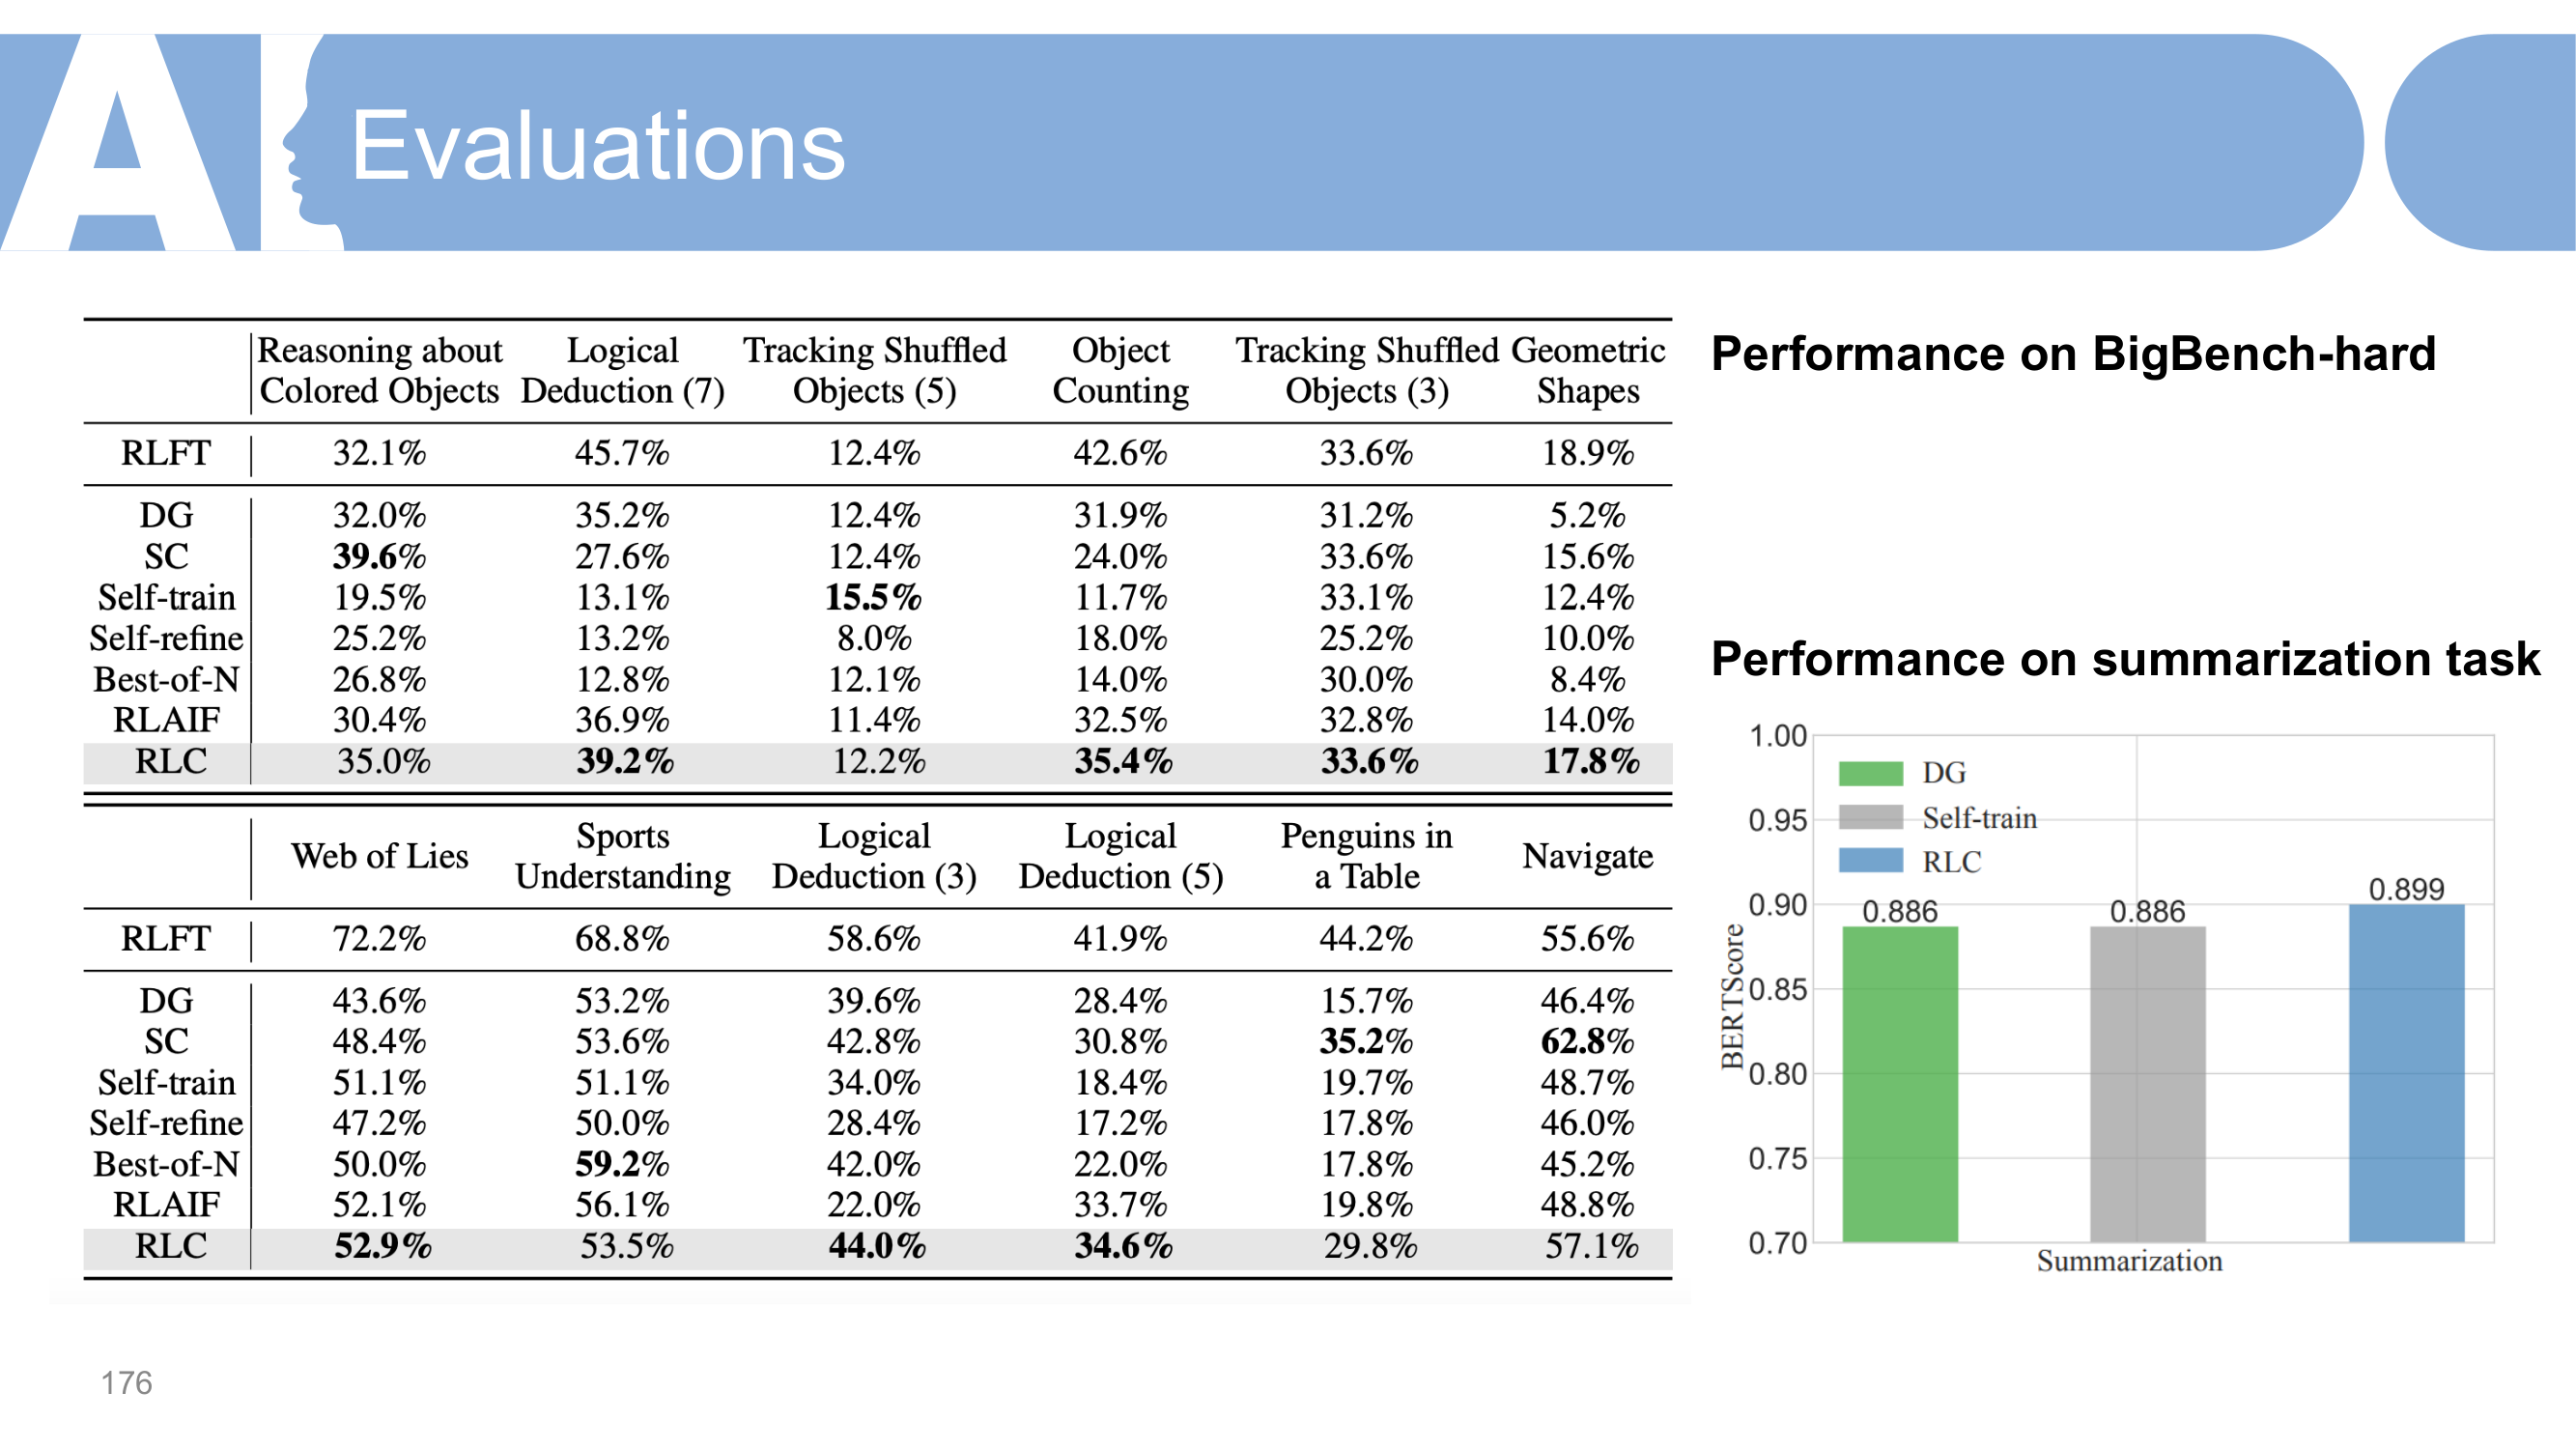 AI
Evaluations
Reasoning about Colored Objects | Logical Deduction (7) | Tracking Shuffled Objects (5) | Object Counting | Tracking Shuffled Objects (3) | Geometric Shapes
RLFT 32.1% 45.7% 12.4% 42.6% 33.6% 18.9%
DG 32.0% 35.2% 12.4% 31.9% 31.2% 5.2%
SC 39.6% 27.6% 12.4% 24.0% 33.6% 15.6%
Self-train 19.5% 13.1% 15.5% 11.7% 33.1% 12.4%
Self-refine 25.2% 13.2% 8.0% 18.0% 25.2% 10.0%
Best-of-N 26.8% 12.8% 12.1% 14.0% 30.0% 8.4%
RLAIF 30.4% 36.9% 11.4% 32.5% 32.8% 14.0%
RLC 35.0% 39.2% 12.2% 35.4% 33.6% 17.8%
Web of Lies | Sports Understanding | Logical Deduction (3) | Logical Deduction (5) | Penguins in a Table | Navigate
RLFT 72.2% 68.8% 58.6% 41.9% 44.2% 55.6%
DG 43.6% 53.2% 39.6% 28.4% 15.7% 46.4%
SC 48.4% 53.6% 42.8% 30.8% 35.2% 62.8%
Self-train 51.1% 51.1% 34.0% 18.4% 19.7% 48.7%
Self-refine 47.2% 50.0% 28.4% 17.2% 17.8% 46.0%
Best-of-N 50.0% 59.2% 42.0% 22.0% 17.8% 45.2%
RLAIF 52.1% 56.1% 22.0% 33.7% 19.8% 48.8%
RLC 52.9% 53.5% 44.0% 34.6% 29.8% 57.1%
Performance on BigBench-hard
Performance on summarization task
1.00
0.95
0.90
0.85
0.80
0.75
0.70
BERTScore
DG
Self-train
RLC
0.886
0.886
0.899
Summarization
176